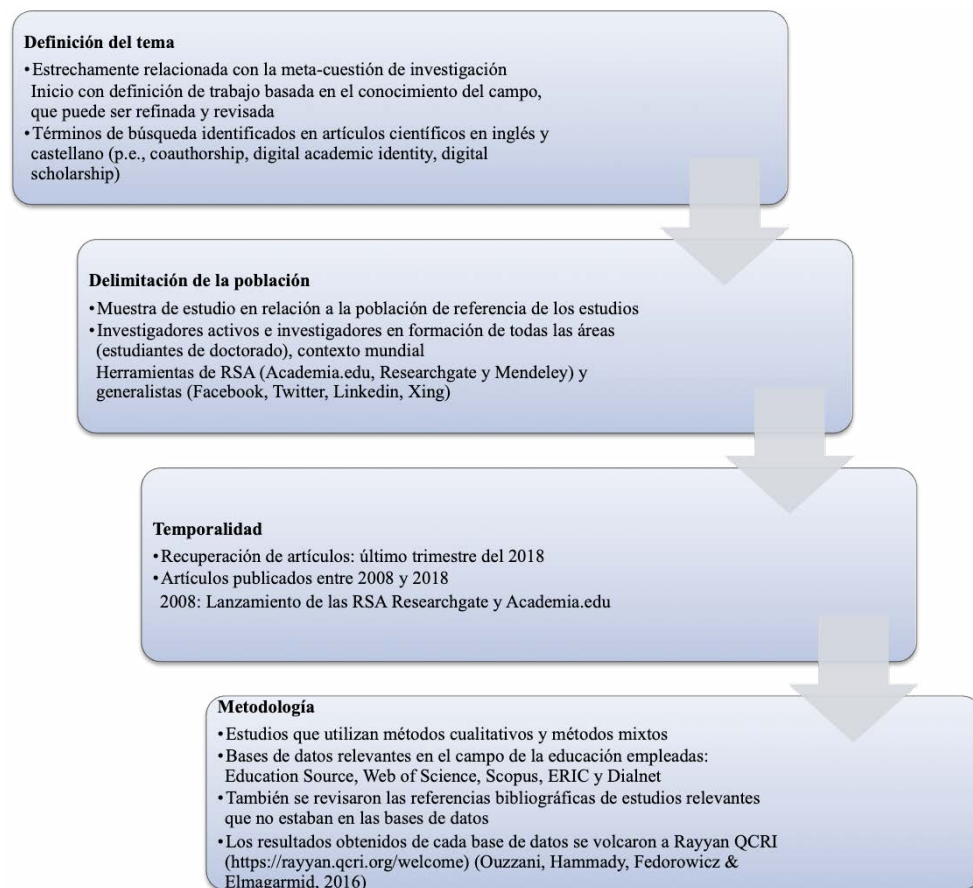 Definición del tema
•Estrechamente relacionada con la meta-cuestión de investigación
Inicio con definición de trabajo basada en el conocimiento del campo,
que puede ser refinada y revisada
•Términos de búsqueda identificados en artículos científicos en inglés y
castellano (p.e., coauthorship, digital academic identity, digital
scholarship)
Delimitación de la población
•Muestra de estudio en relación a la población de referencia de los estudios
•Investigadores activos e investigadores en formación de todas las áreas
(estudiantes de doctorado), contexto mundial
Herramientas de RSA (Academia.edu, Researchgate y Mendeley) y
generalistas (Facebook, Twitter, Linkedin, Xing)
Temporalidad
•Recuperación de artículos: último trimestre del 2018
•Artículos publicados entre 2008 y 2018
2008: Lanzamiento de las RSA Researchgate y Academia.edu
Metodología
•Estudios que utilizan métodos cualitativos y métodos mixtos
•Bases de datos relevantes en el campo de la educación empleadas:
Education Source, Web of Science, Scopus, ERIC y Dialnet
•También se revisaron las referencias bibliográficas de estudios relevantes
que no estaban en las bases de datos
•Los resultados obtenidos de cada base de datos se volcaron a Rayyan QCRI
(https://rayyan.qcri.org/welcome) (Ouzzani, Hammady, Fedorowicz &
Elmagarmid, 2016)